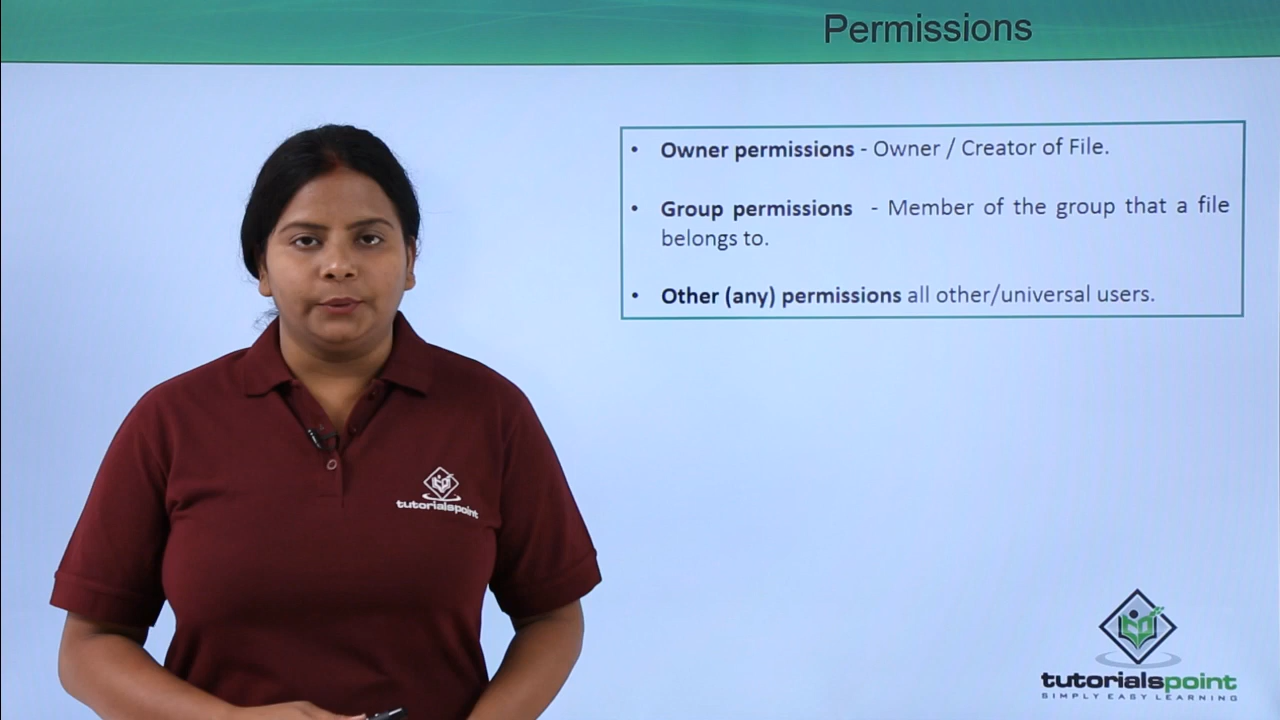 Permissions
• Owner permissions - Owner / Creator of File.
• Group permissions - Member of the group that a file
belongs to.
• Other (any) permissions all other/universal users.
tutorialspoint
tutorialspoint
SIMPLY EASY LEARNING